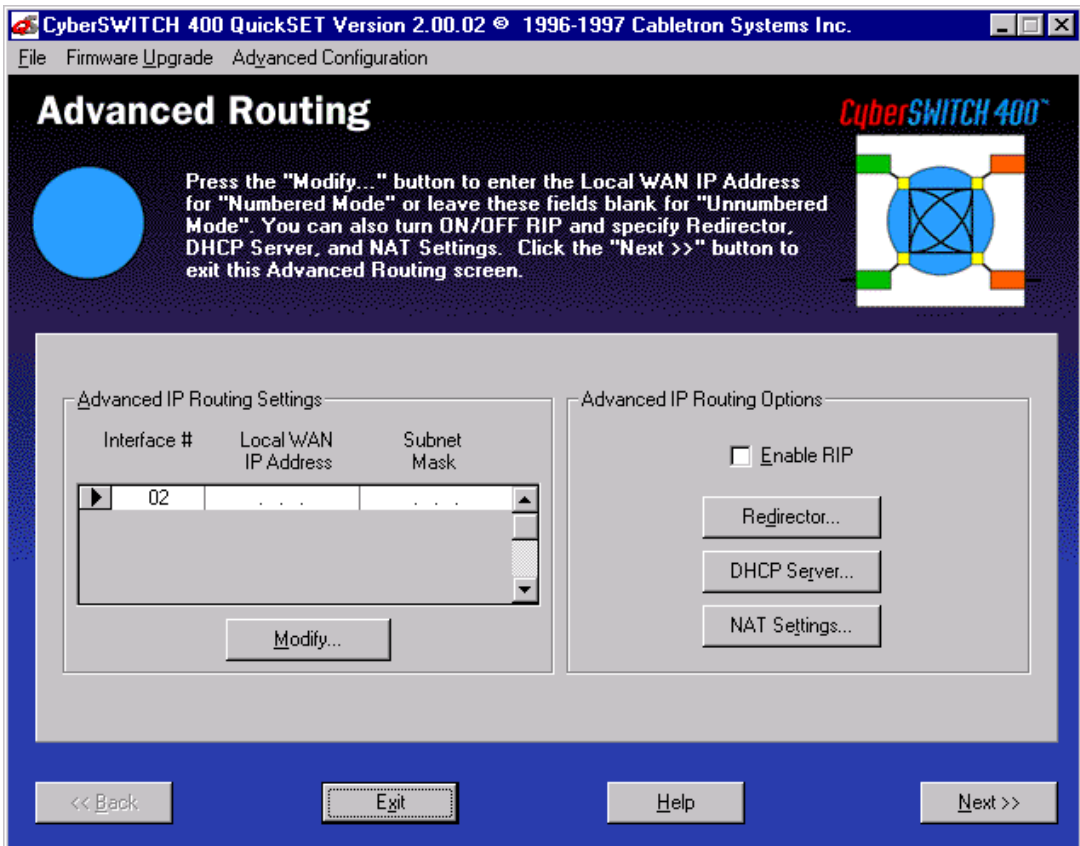 CyberSWITCH 400 QuickSET Version 2.00.02 © 1996-1997 Cabletron Systems Inc.
File Firmware Upgrade Advanced Configuration
Advanced Routing
CyberSWITCH 400™
Press the "Modify..." button to enter the Local WAN IP Address
for "Numbered Mode" or leave these fields blank for "Unnumbered
Mode". You can also turn ON/OFF RIP and specify Redirector,
DHCP Server, and NAT Settings. Click the "Next >>" button to
exit this Advanced Routing screen.
Advanced IP Routing Settings
Interface # Local WAN IP Address Subnet Mask
02 . . . . . .
Modify...
Advanced IP Routing Options
Enable RIP
Redirector...
DHCP Server...
NAT Settings...
<< Back Exit Help Next >>